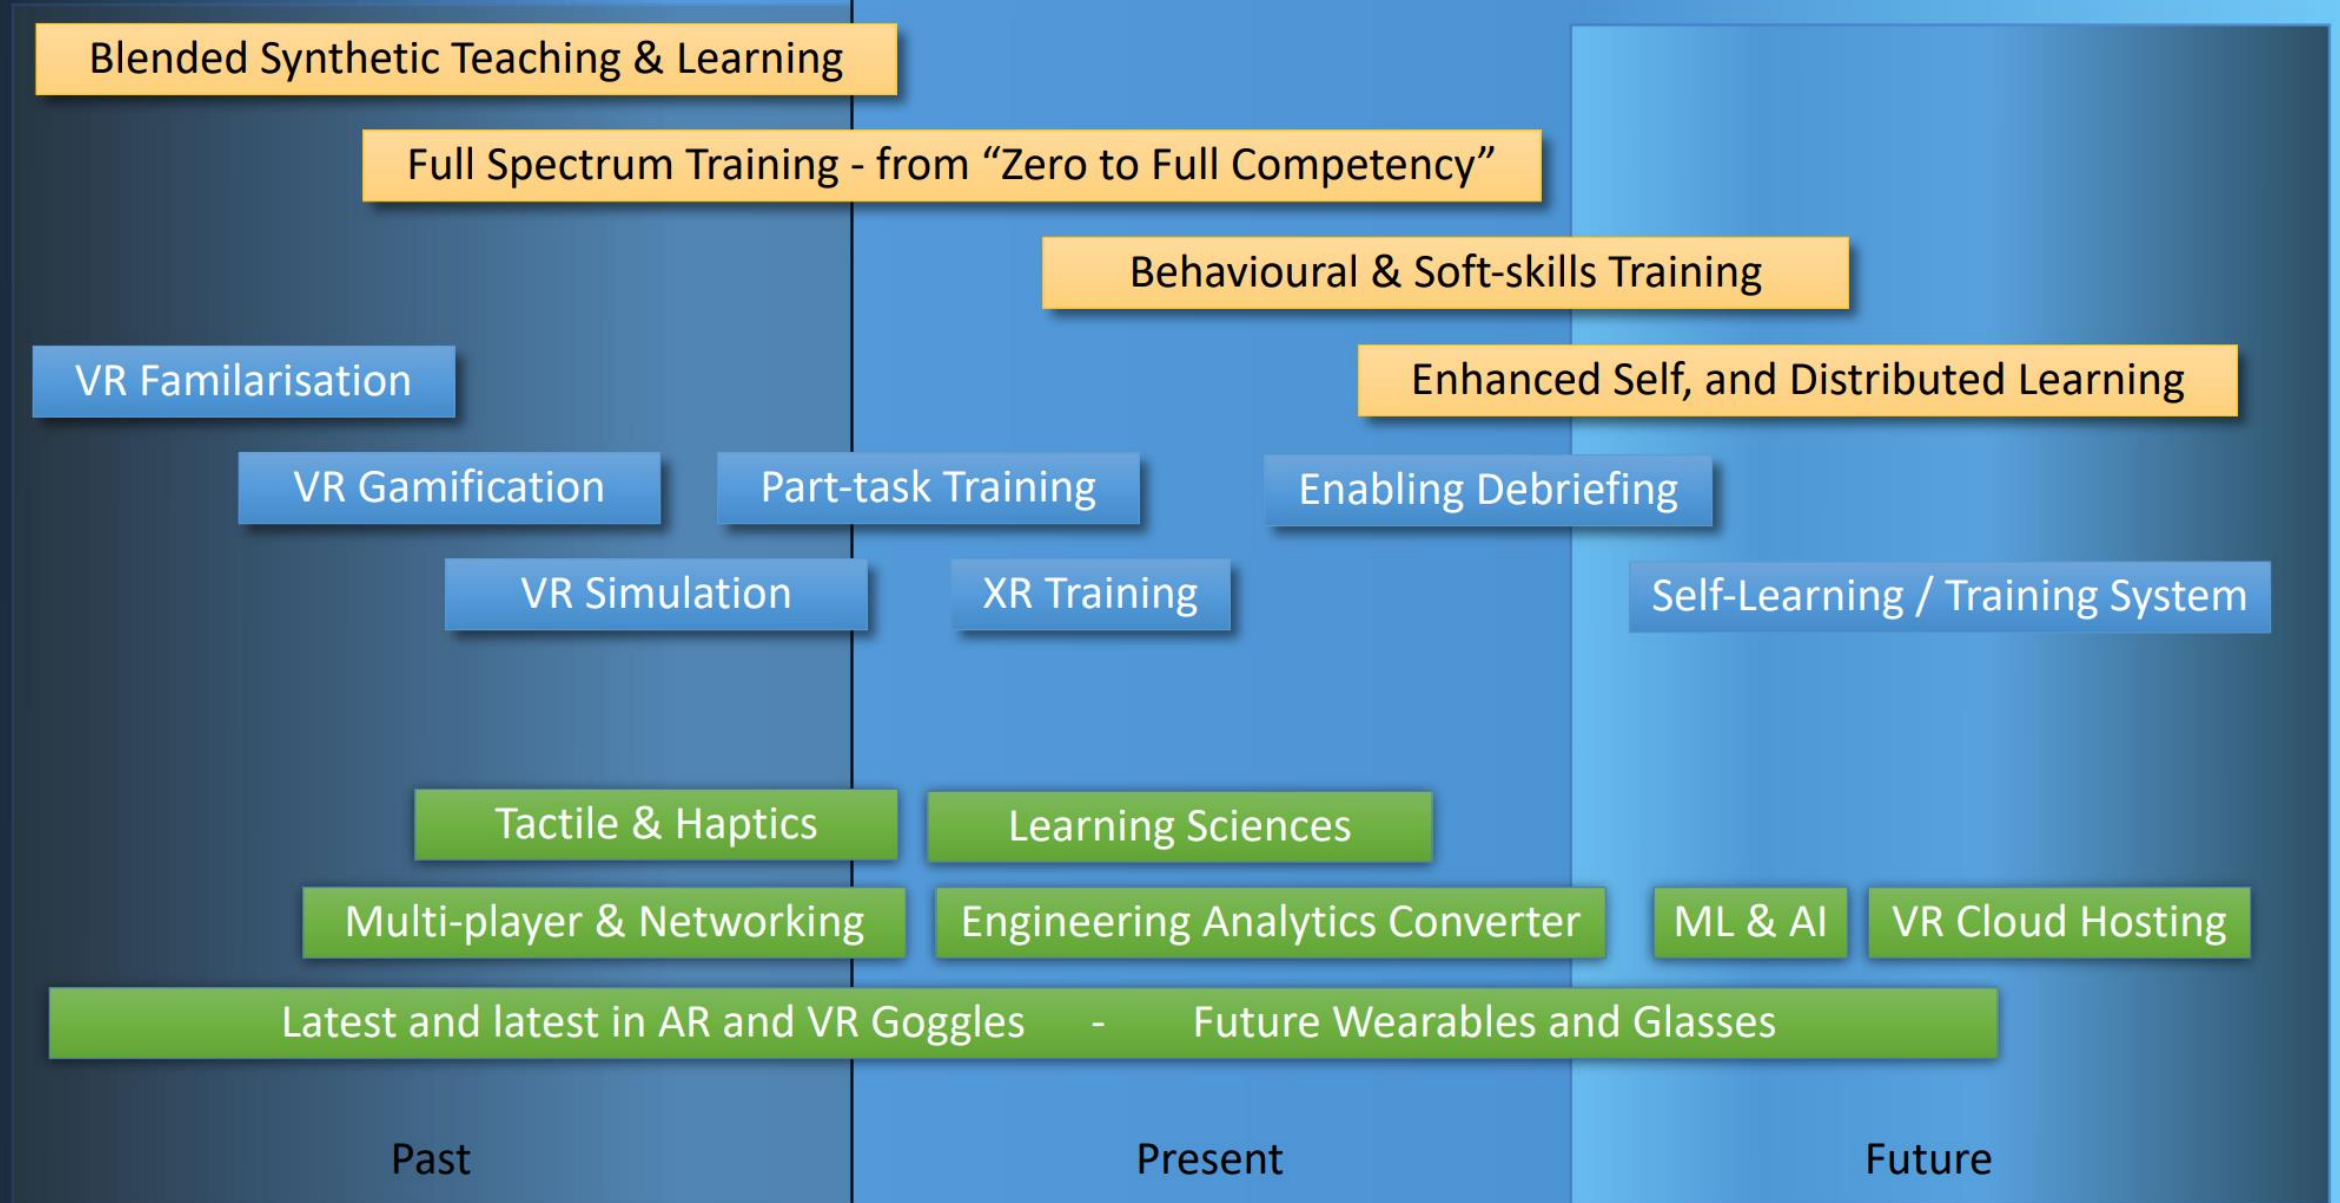 Blended Synthetic Teaching & Learning
Full Spectrum Training - from “Zero to Full Competency”
Behavioural & Soft-skills Training
VR Familarisation
Enhanced Self, and Distributed Learning
VR Gamification
Part-task Training
Enabling Debriefing
VR Simulation
XR Training
Self-Learning / Training System
Tactile & Haptics
Learning Sciences
Multi-player & Networking
Engineering Analytics Converter
ML & AI
VR Cloud Hosting
Latest and latest in AR and VR Goggles - Future Wearables and Glasses
Past
Present
Future